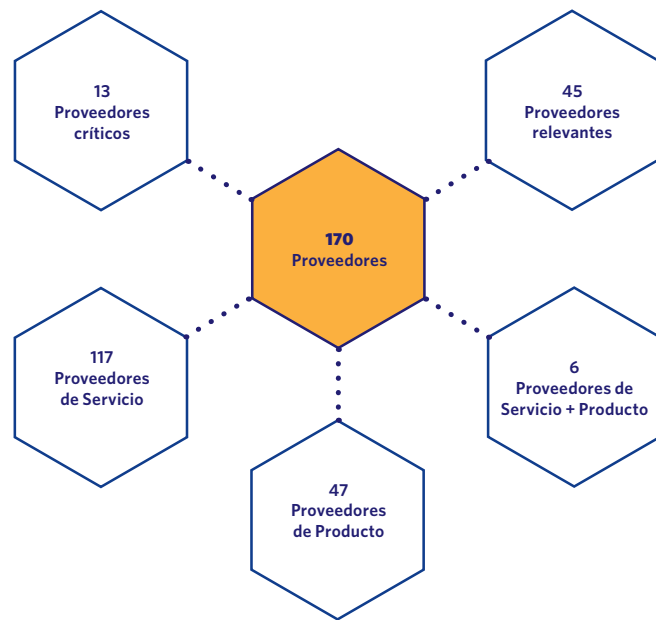 13
Proveedores
críticos
45
Proveedores
relevantes
170
Proveedores
117
Proveedores
de Servicio
6
Proveedores de
Servicio + Producto
47
Proveedores
de Producto